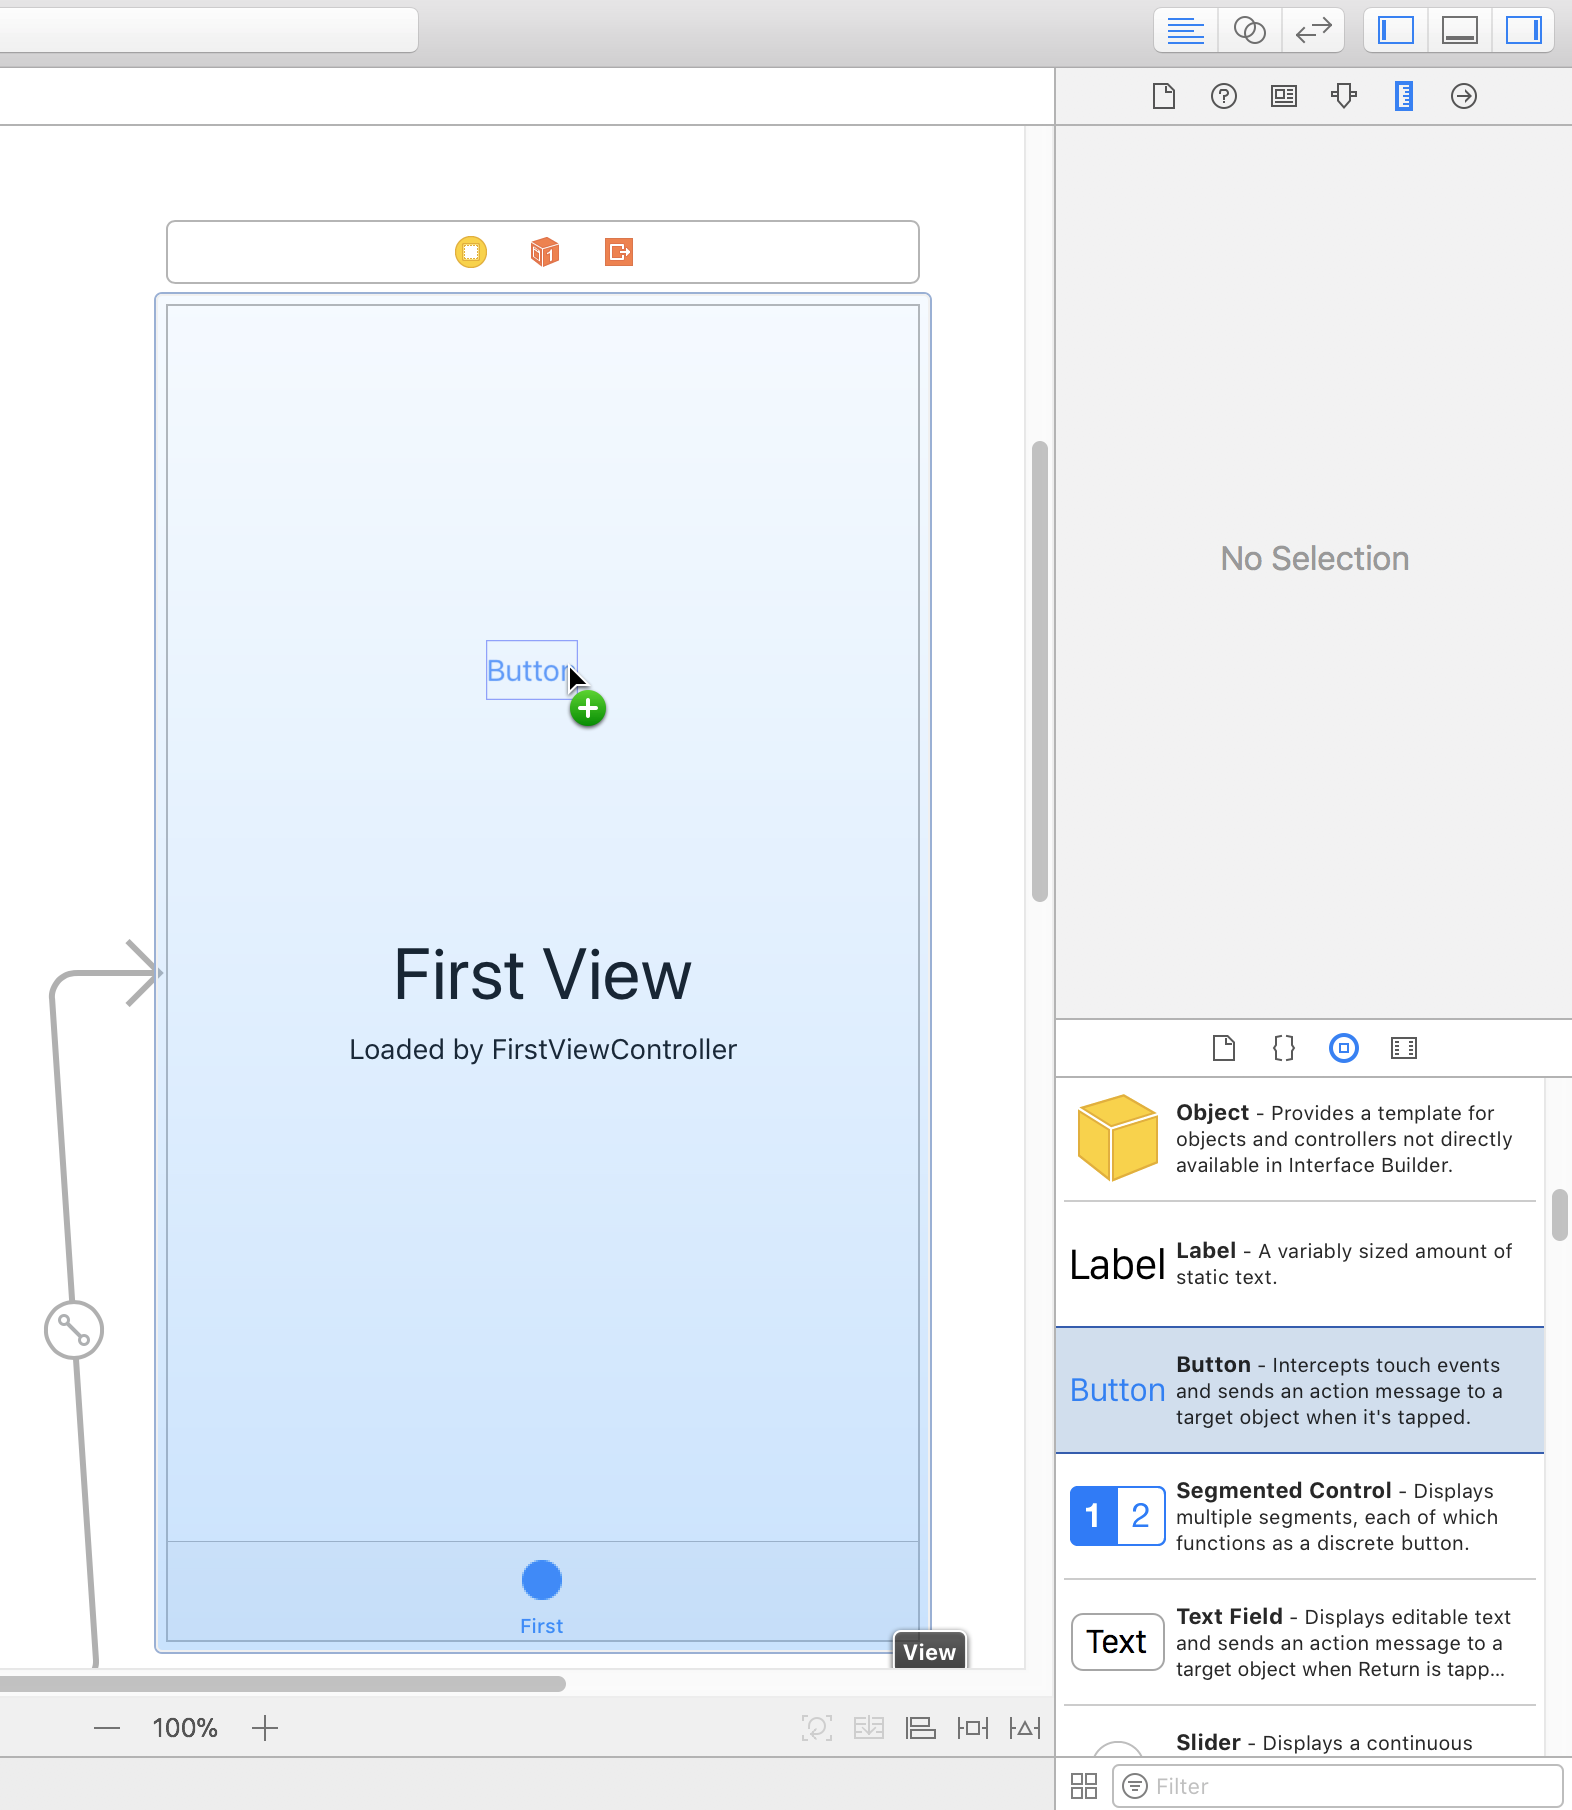 No Selection
Button
First View
Loaded by FirstViewController
First
View
100%
Object - Provides a template for
objects and controllers not directly
available in Interface Builder.
Label
Label - A variably sized amount of
static text.
Button
Button - Intercepts touch events
and sends an action message to a
target object when it's tapped.
1 2
Segmented Control - Displays
multiple segments, each of which
functions as a discrete button.
Text
Text Field - Displays editable text
and sends an action message to a
target object when Return is tapp...
Slider - Displays a continuous
Filter